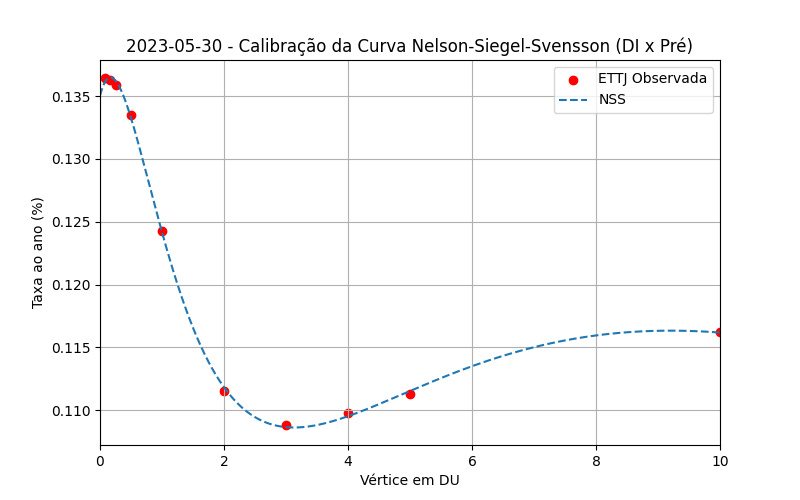 2023-05-30 - Calibração da Curva Nelson-Siegel-Svensson (DI x Pré)
ETTJ Observada
NSS
Taxa ao ano (%)
0.135
0.130
0.125
0.120
0.115
0.110
0 2 4 6 8 10
Vértice em DU